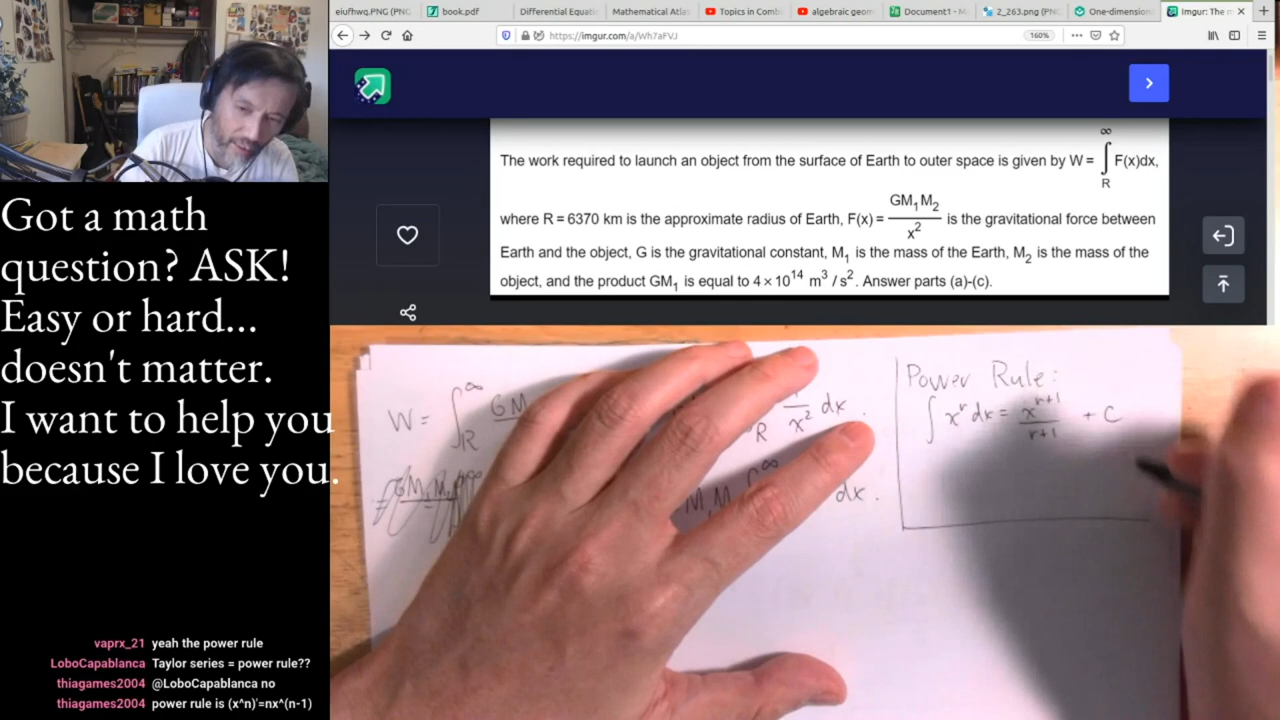 eiufhwq.PNG (PNG
book.pdf
Differential Equati
Mathematical Atlas
Topics in Comb
algebraic geom
Document1 - M
2_263.png (PNG
One-dimension
Imgur: The m
https://imgur.com/a/Wh7aFVJ
160%
The work required to launch an object from the surface of Earth to outer space is given by W = ∫_R^∞ F(x)dx,
where R = 6370 km is the approximate radius of Earth, F(x) = GM₁M₂/x² is the gravitational force between
Earth and the object, G is the gravitational constant, M₁ is the mass of the Earth, M₂ is the mass of the
object, and the product GM₁ is equal to 4×10¹⁴ m³/s². Answer parts (a)-(c).
Got a math
question? ASK!
Easy or hard...
doesn't matter.
I want to help you
because I love you.
W = ∫_R^∞ GM
R x² dx.
dx.
Power Rule:
∫ x^r dx = x^(r+1)/(r+1) + C
vaprx_21 yeah the power rule
LoboCapablanca Taylor series = power rule??
thiagames2004 @LoboCapablanca no
thiagames2004 power rule is (x^n)'=nx^(n-1)